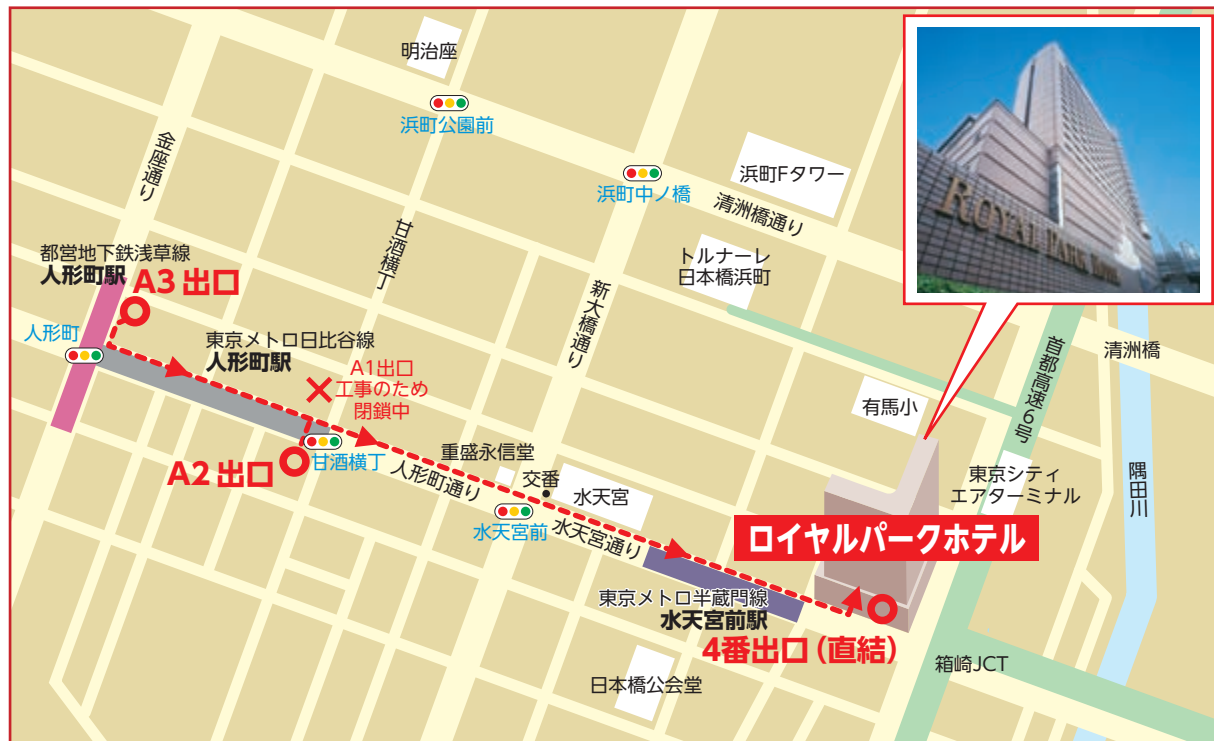 明治座
浜町公園前
金座通り
浜町中ノ橋
浜町Fタワー
清洲橋通り
甘酒横丁
トルナーレ
日本橋浜町
新大橋通り
ROYAL PARK HOTEL
都営地下鉄浅草線
人形町駅
A3 出口
人形町
東京メトロ日比谷線
人形町駅
A1出口
工事のため
閉鎖中
A2 出口
甘酒横丁
人形町通り
重盛永信堂
交番
水天宮
水天宮前
水天宮通り
首都高速6号
清洲橋
有馬小
東京シティ
エアターミナル
隅田川
ロイヤルパークホテル
東京メトロ半蔵門線
水天宮前駅
4番出口（直結）
箱崎JCT
日本橋公会堂